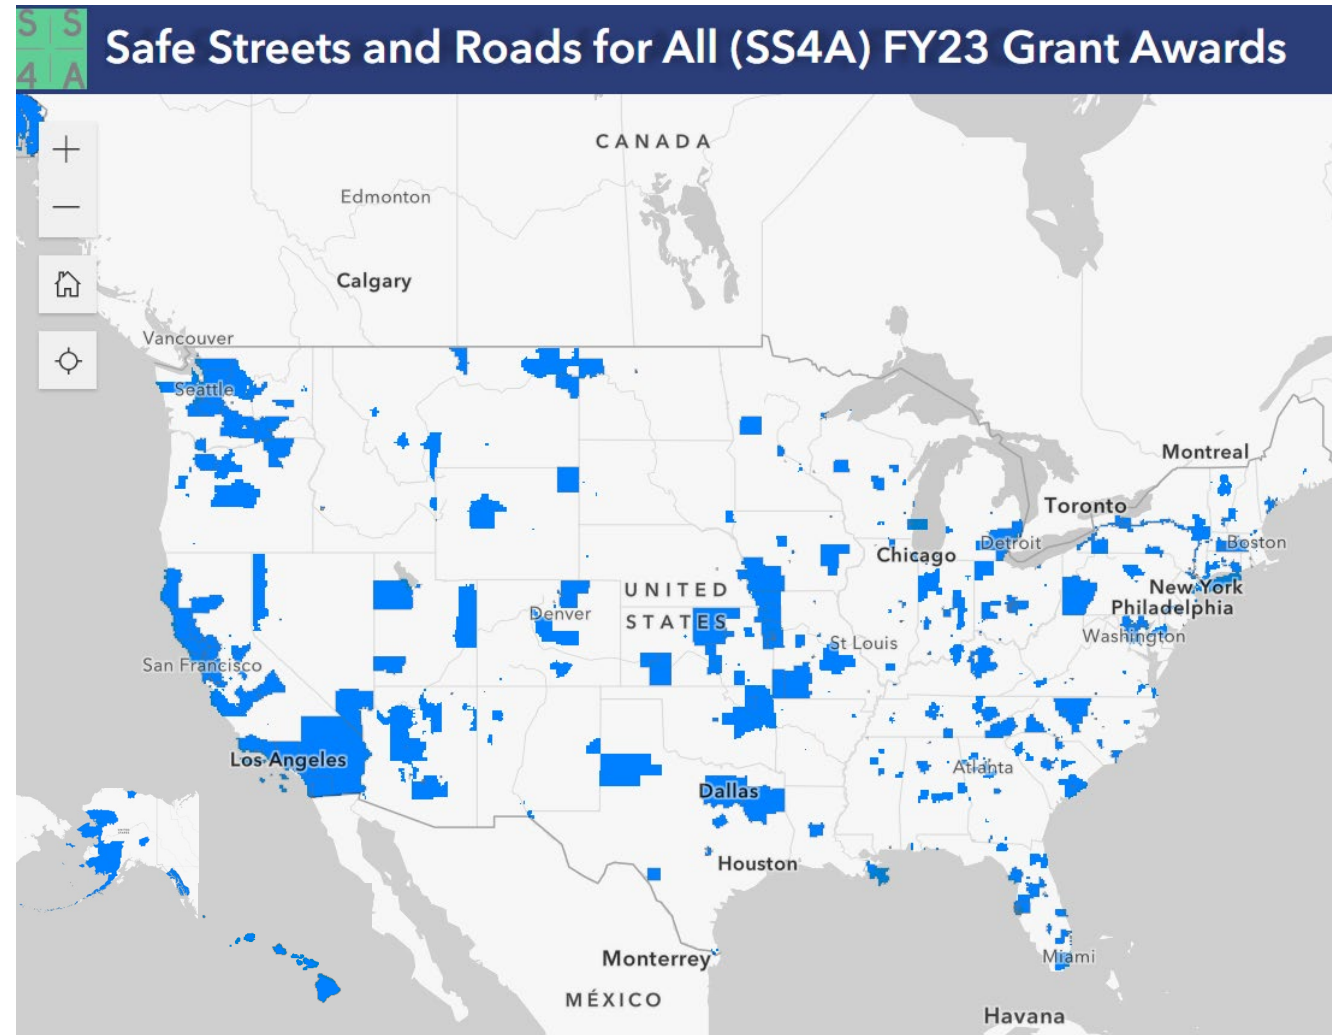 S S
4 A
Safe Streets and Roads for All (SS4A) FY23 Grant Awards
CANADA
Edmonton
Calgary
Vancouver
Seattle
Montreal
Toronto
Detroit
Boston
Chicago
New York
UNITED
STATES
Denver
Philadelphia
Washington
St Louis
San Francisco
Los Angeles
Atlanta
Dallas
Houston
Miami
Monterrey
MÉXICO
Havana